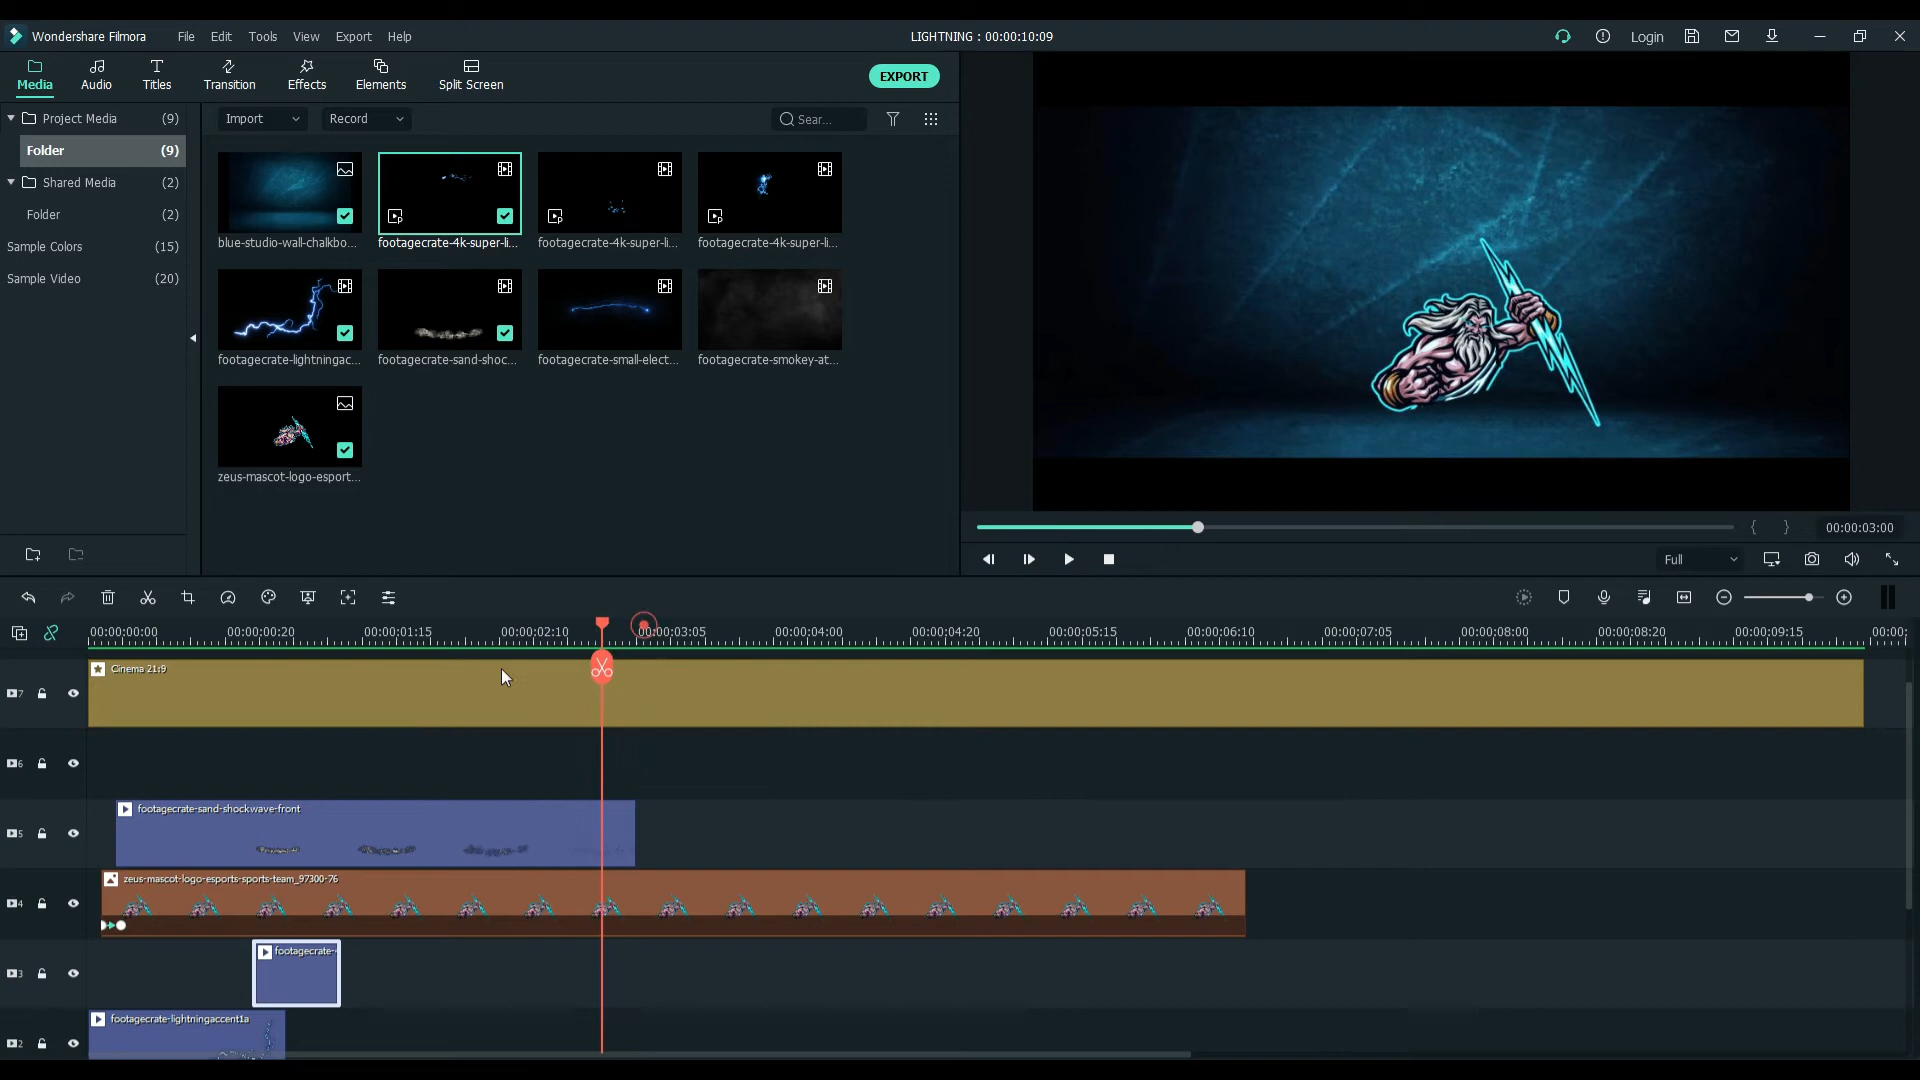 Wondershare Filmora
File Edit Tools View Export Help
LIGHTNING : 00:00:10:09
Login
Media Audio Titles Transition Effects Elements Split Screen
EXPORT
Project Media (9)
Folder (9)
Shared Media (2)
Folder (2)
Sample Colors (15)
Sample Video (20)
Import
Record
Sear...
blue-studio-wall-chalkbo...
footagecrate-4k-super-li...
footagecrate-4k-super-li...
footagecrate-4k-super-li...
footagecrate-lightningac...
footagecrate-sand-shoc...
footagecrate-small-elect...
footagecrate-smokey-at...
zeus-mascot-logo-esport...
{ }
00:00:03:00
Full
00:00:00:00 00:00:00:20 00:00:01:15 00:00:02:10 00:00:03:05 00:00:04:00 00:00:04:20 00:00:05:15 00:00:06:10 00:00:07:05 00:00:08:00 00:00:08:20 00:00:09:15 00:00:
7
Cinema 21:9
6
5
footagecrate-sand-shockwave-front
4
zeus-mascot-logo-esports-sports-team_97300-76
3
footagecrate-
2
footagecrate-lightningaccent1a